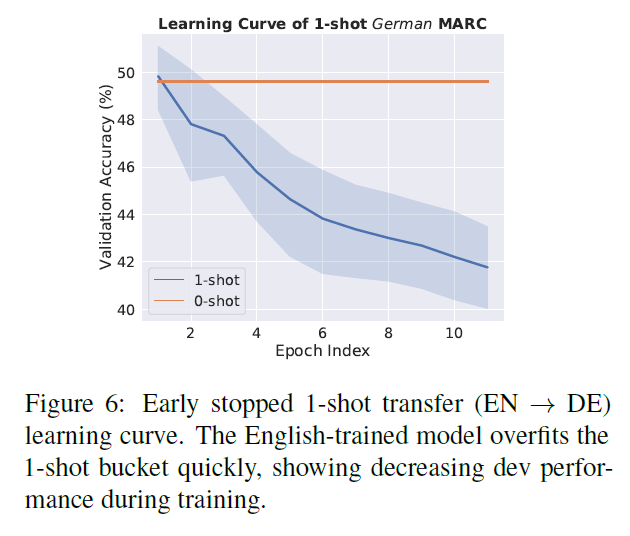 Learning Curve of 1-shot German MARC
Validation Accuracy (%)
50
48
46
44
42
40
1-shot
0-shot
2
4
6
8
10
Epoch Index
Figure 6: Early stopped 1-shot transfer (EN → DE)
learning curve. The English-trained model overfits the
1-shot bucket quickly, showing decreasing dev perfor-
mance during training.